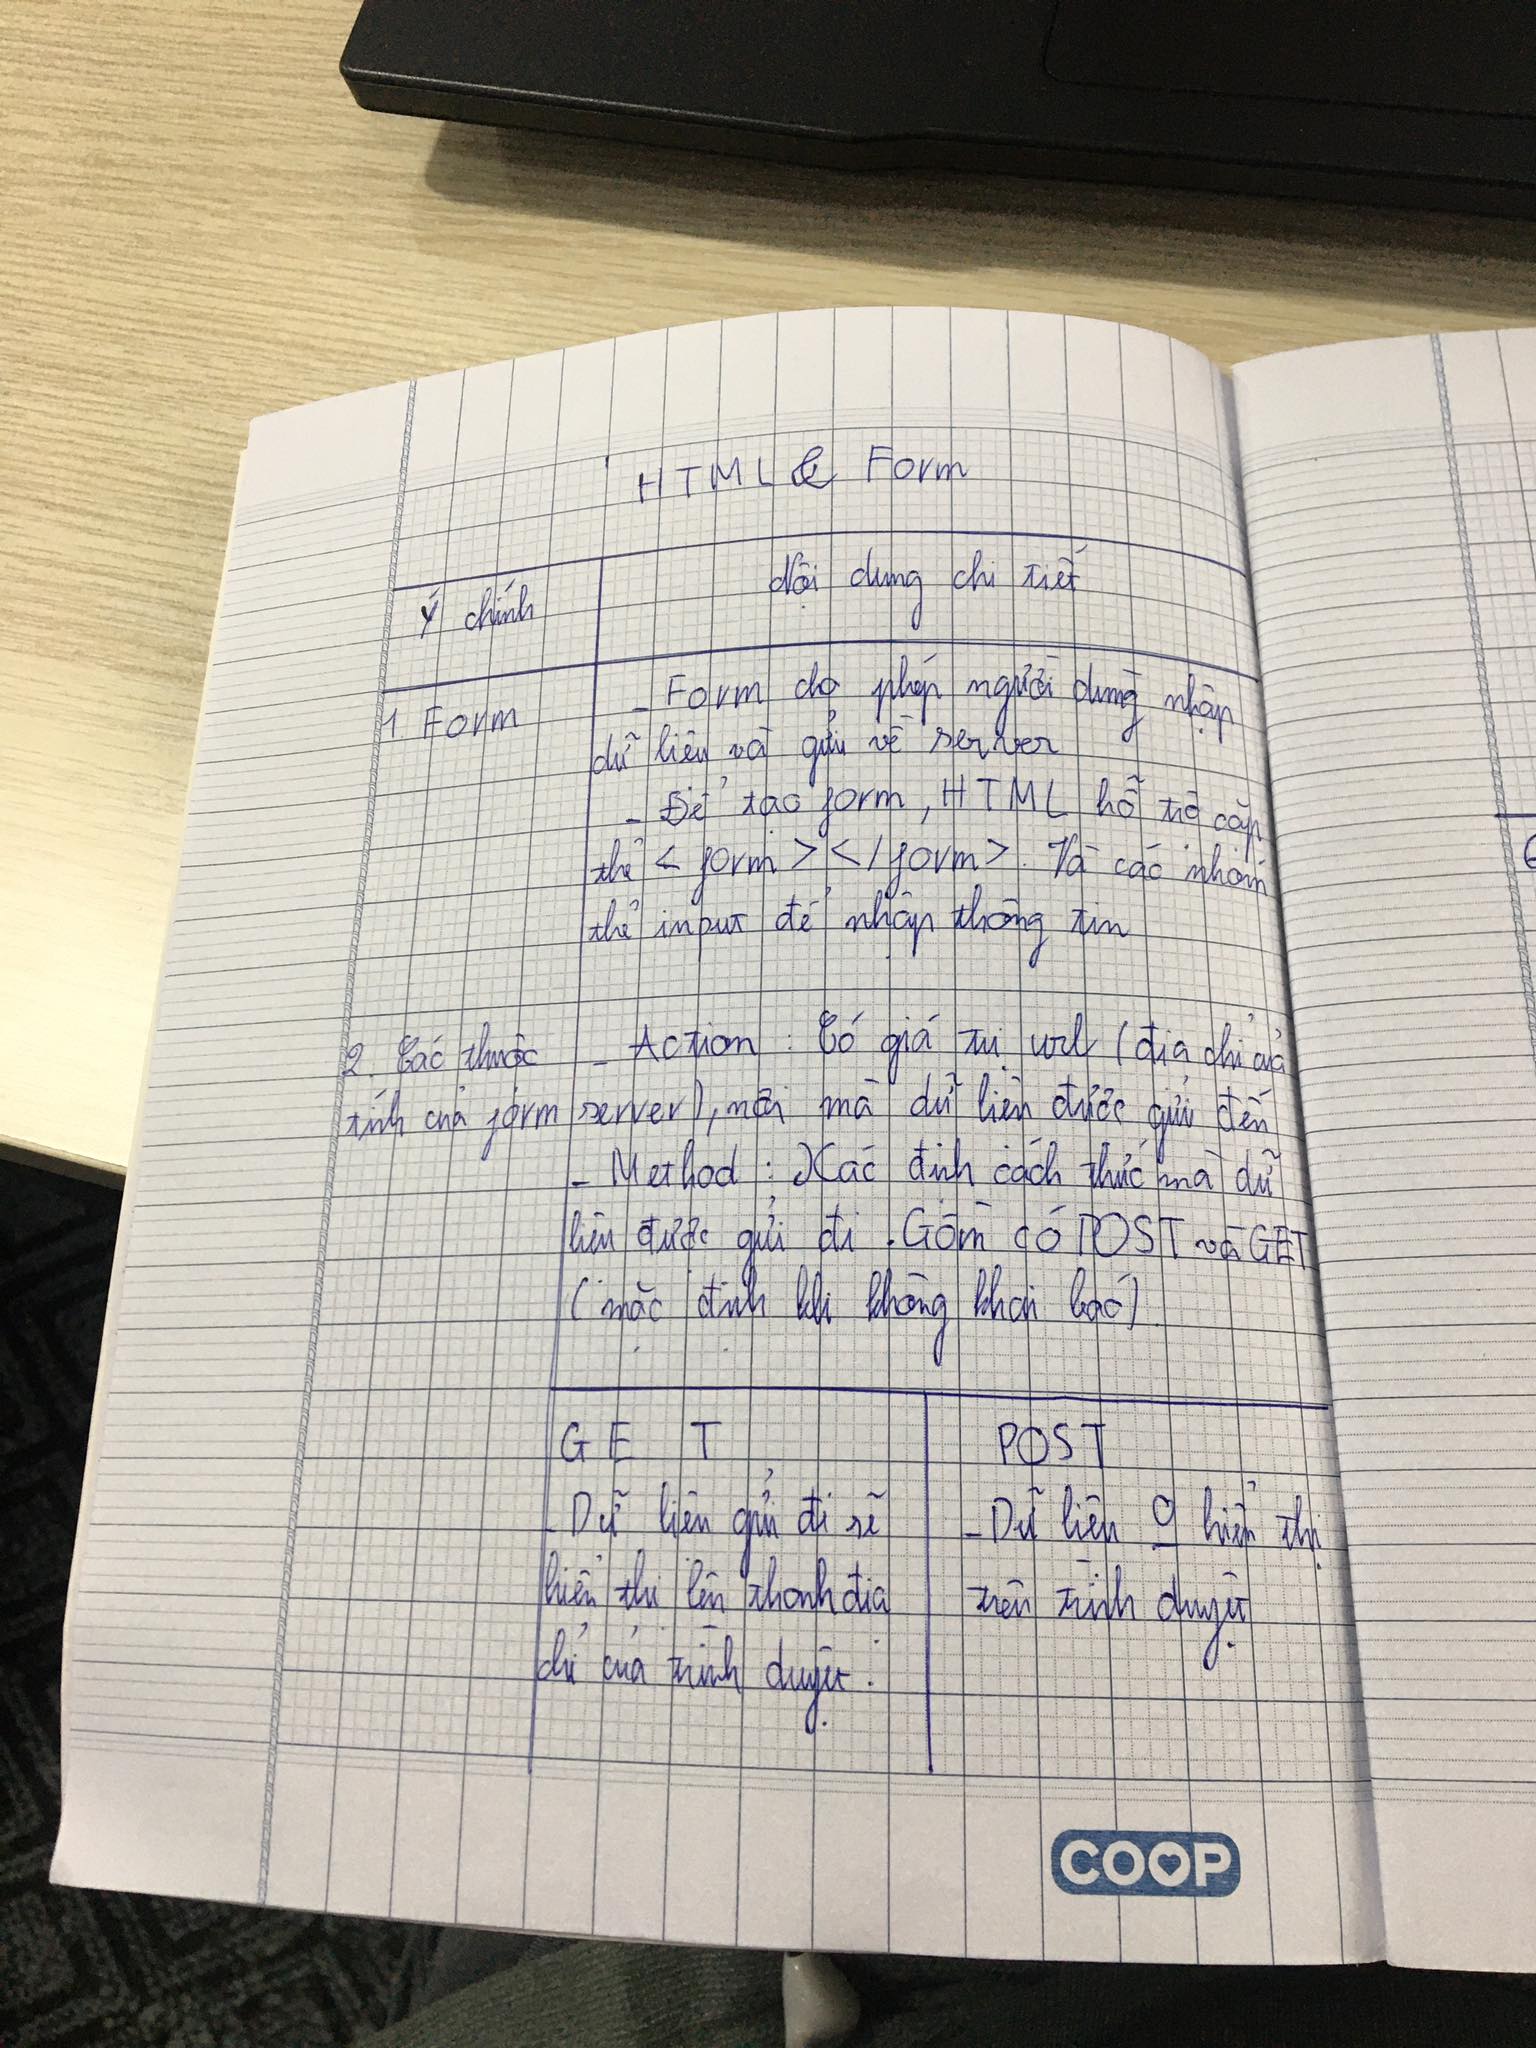 HTML & Form
Ý chính
Nội dung chi tiết
1 Form
- Form cho phép người dùng nhập
dữ liệu và gửi về server
- Để tạo form, HTML hỗ trợ cặp
thẻ <form></form>. Và các nhóm
thẻ input để nhập thông tin
2. Các thuộc
tính của form
- Action : Có giá trị url (địa chỉ của
server), nơi mà dữ liệu được gửi đến
- Method : Xác định cách thức mà dữ
liệu được gửi đi. Gồm có POST và GET
(mặc định khi không khai báo)
GET
- Dữ liệu gửi đi sẽ
hiển thị lên thanh địa
chỉ của trình duyệt.
POST
- Dữ liệu hiển thị
trên trình duyệt
COOP